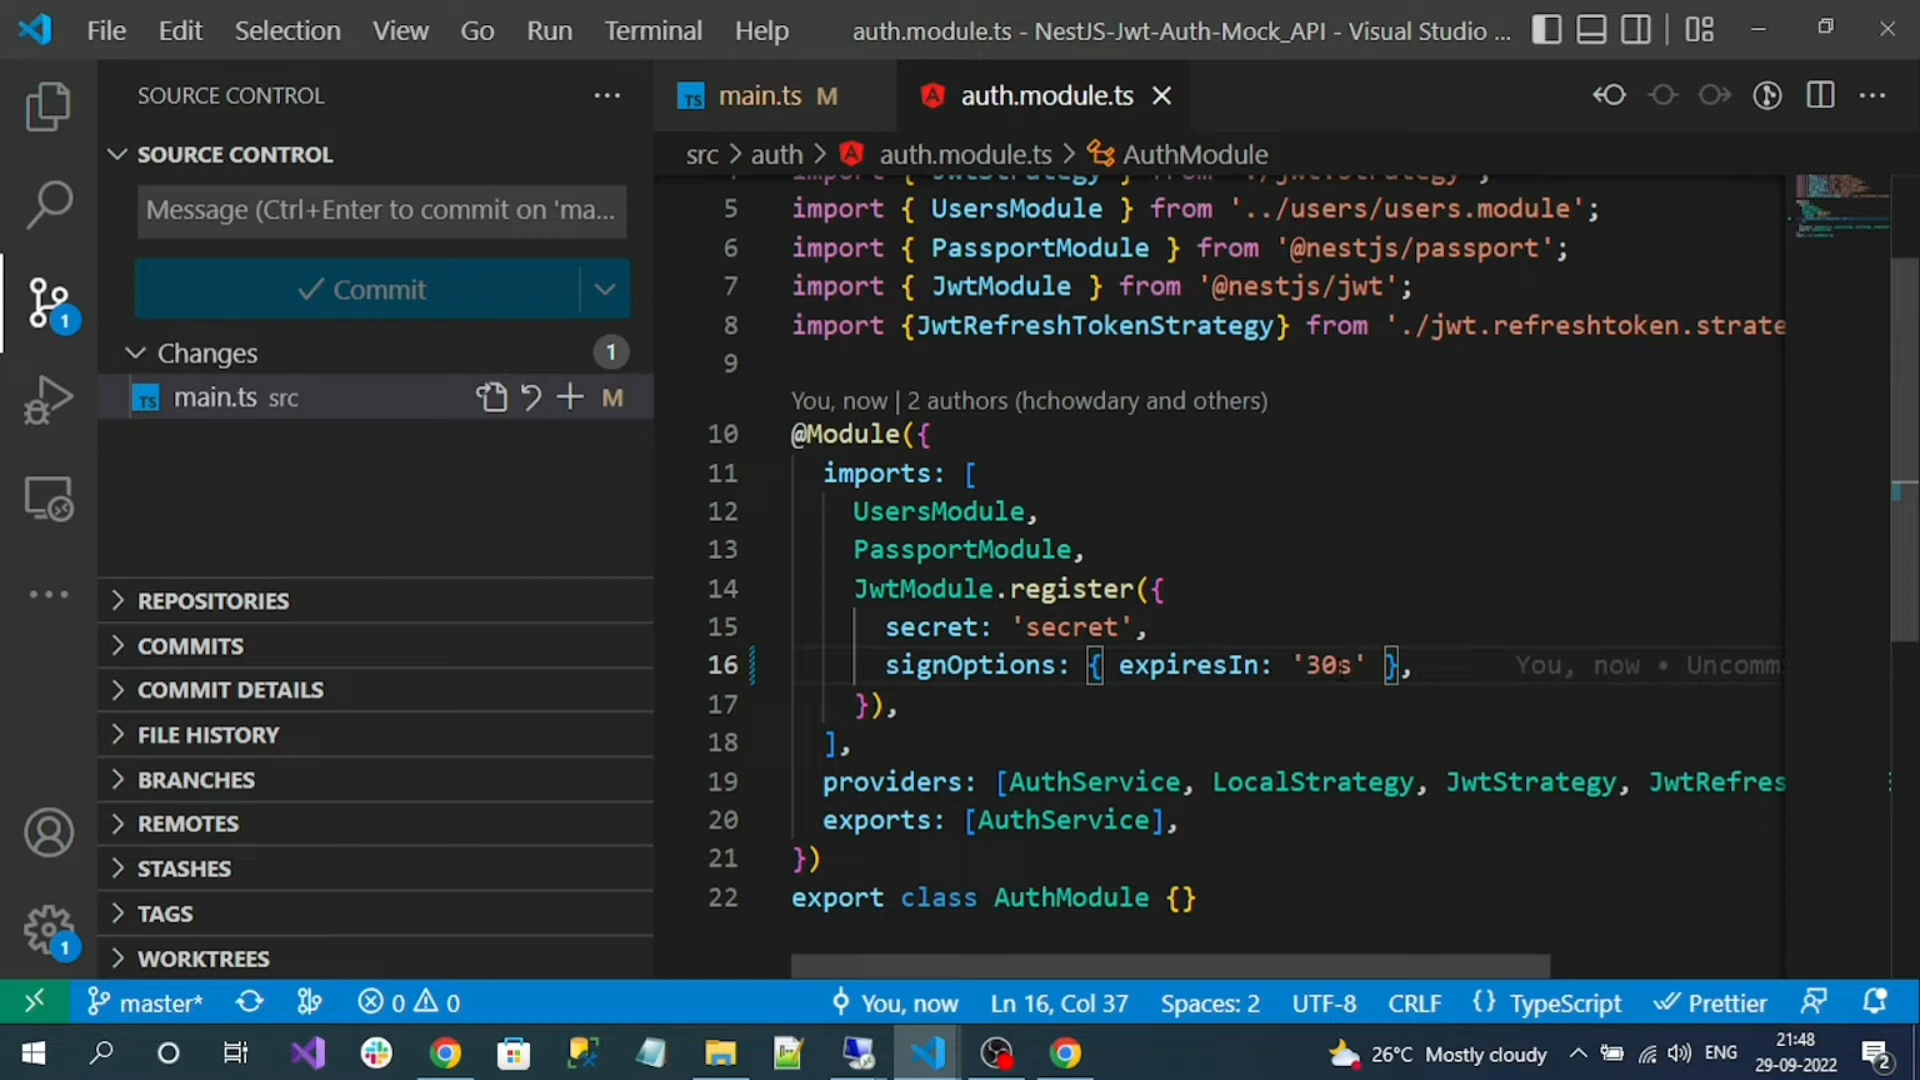 File Edit Selection View Go Run Terminal Help auth.module.ts - NestJS-Jwt-Auth-Mock_API - Visual Studio ...
SOURCE CONTROL ...
SOURCE CONTROL
Message (Ctrl+Enter to commit on 'ma...
Commit
Changes 1
main.ts src M
REPOSITORIES
COMMITS
COMMIT DETAILS
FILE HISTORY
BRANCHES
REMOTES
STASHES
TAGS
WORKTREES
1
1
main.ts M auth.module.ts
src > auth > auth.module.ts > AuthModule
import { JwtStrategy } from './jwt.strategy';
5 import { UsersModule } from '../users/users.module';
6 import { PassportModule } from '@nestjs/passport';
7 import { JwtModule } from '@nestjs/jwt';
8 import {JwtRefreshTokenStrategy} from './jwt.refreshtoken.strate
9
You, now | 2 authors (hchowdary and others)
10 @Module({
11 imports: [
12 UsersModule,
13 PassportModule,
14 JwtModule.register({
15 secret: 'secret',
16 signOptions: { expiresIn: '30s' }, You, now • Uncomm
17 }),
18 ],
19 providers: [AuthService, LocalStrategy, JwtStrategy, JwtRefres
20 exports: [AuthService],
21 })
22 export class AuthModule {}
master* 0 0 You, now Ln 16, Col 37 Spaces: 2 UTF-8 CRLF {} TypeScript Prettier
26°C Mostly cloudy ENG 21:48
29-09-2022 2